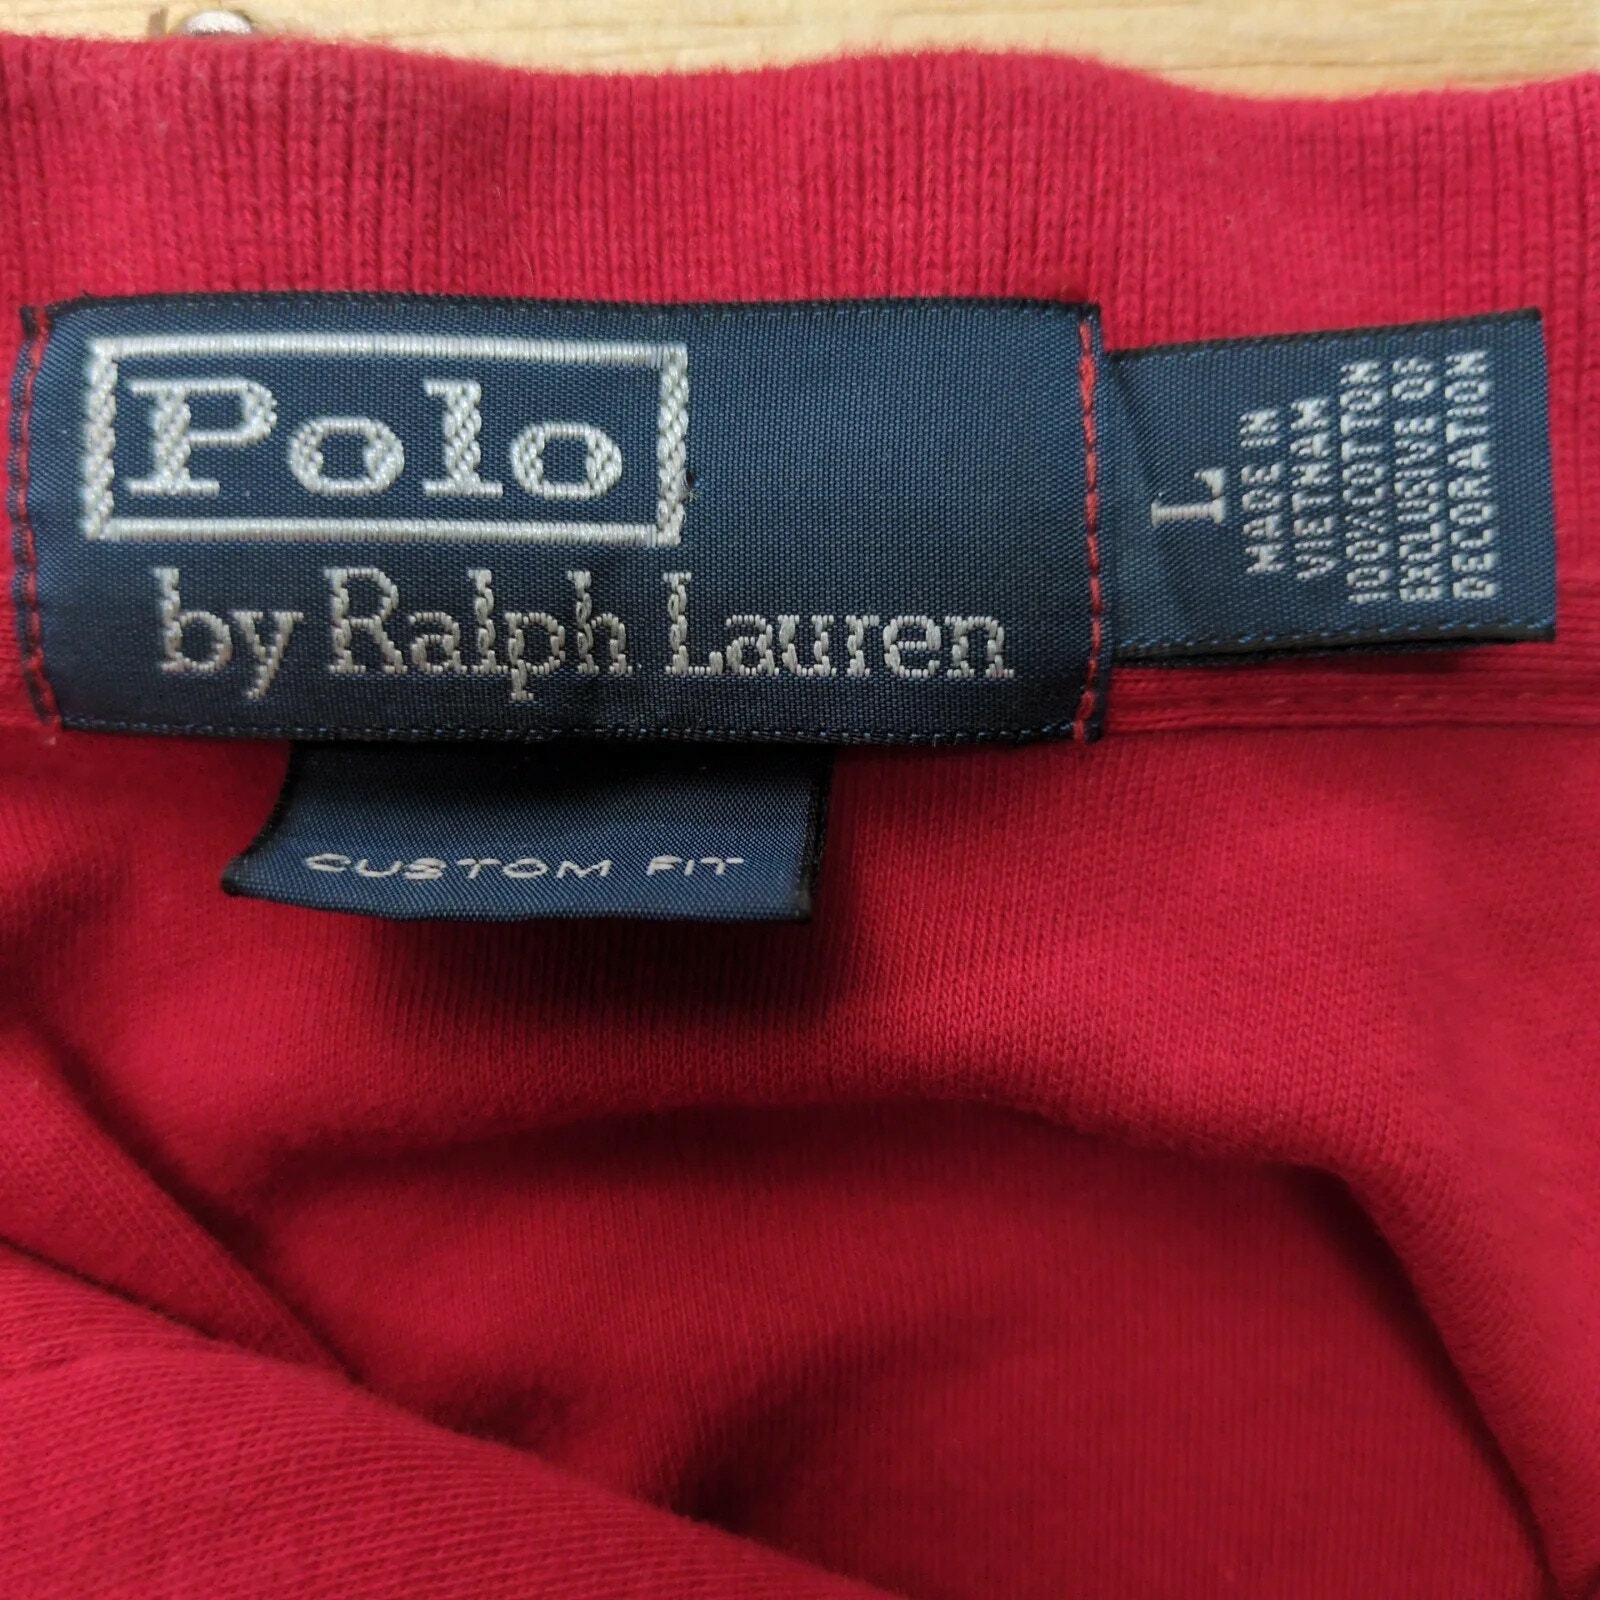 Polo
by Ralph Lauren
CUSTOM FIT
L
MADE IN
VIETNAM
100% COTTON
EXCLUSIVE OF
DECORATION